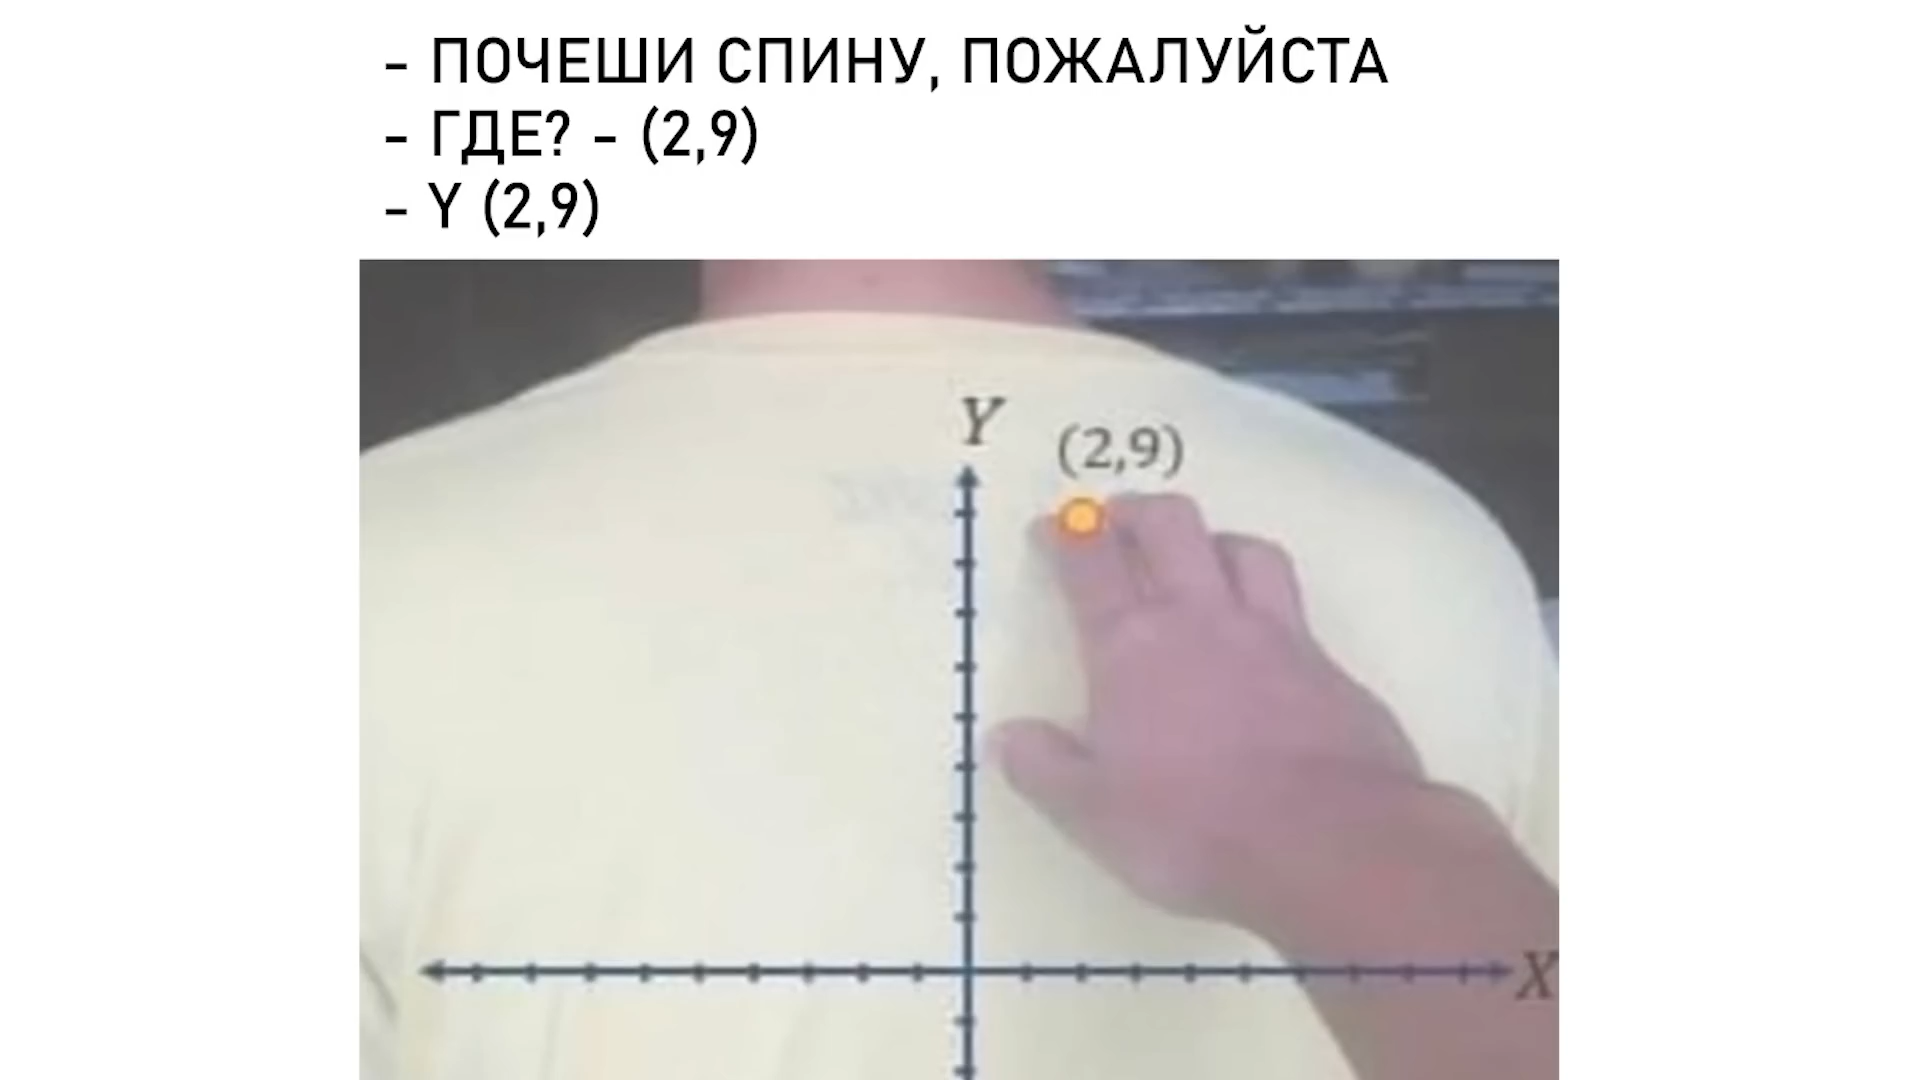 - ПОЧЕШИ СПИНУ, ПОЖАЛУЙСТА
- ГДЕ? - (2,9)
- Y (2,9)
Y
(2,9)
X